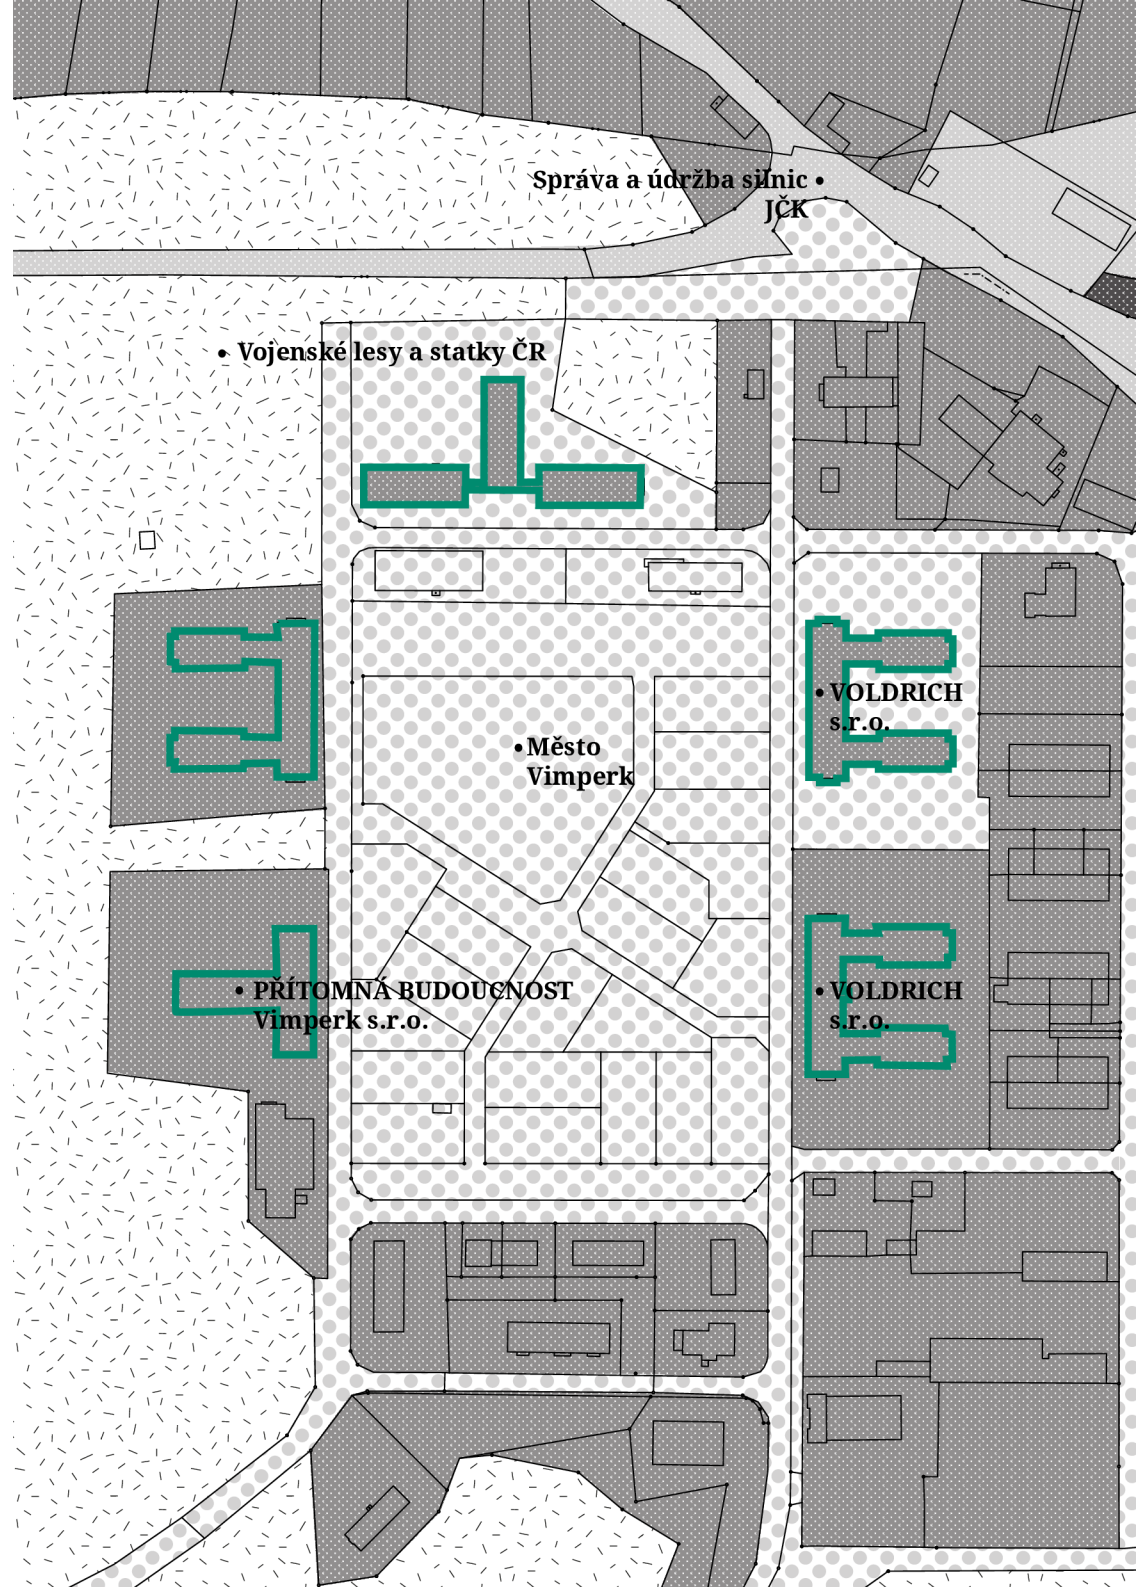 Správa a údržba silnic
JČK
Vojenské lesy a statky ČR
VOLDRICH
s.r.o.
Město
Vimperk
PŘÍTOMNÁ BUDOUCNOST
Vimperk s.r.o.
VOLDRICH
s.r.o.